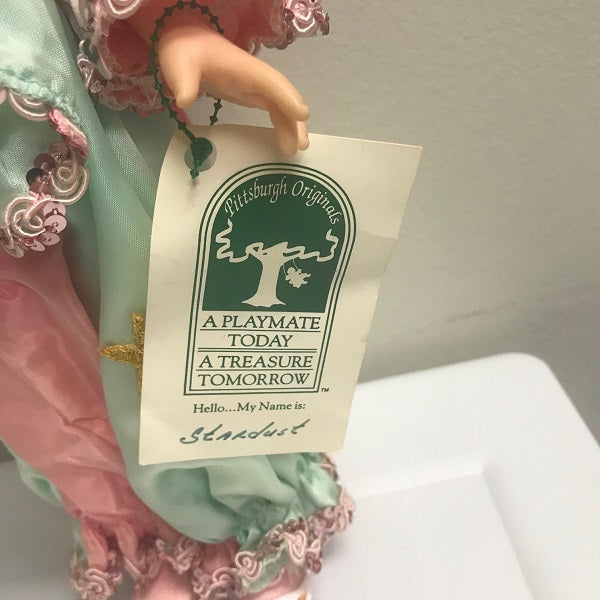 Pittsburgh Originals
A PLAYMATE
TODAY
A TREASURE
TOMORROW
TM
Hello...My Name is:
Stardust